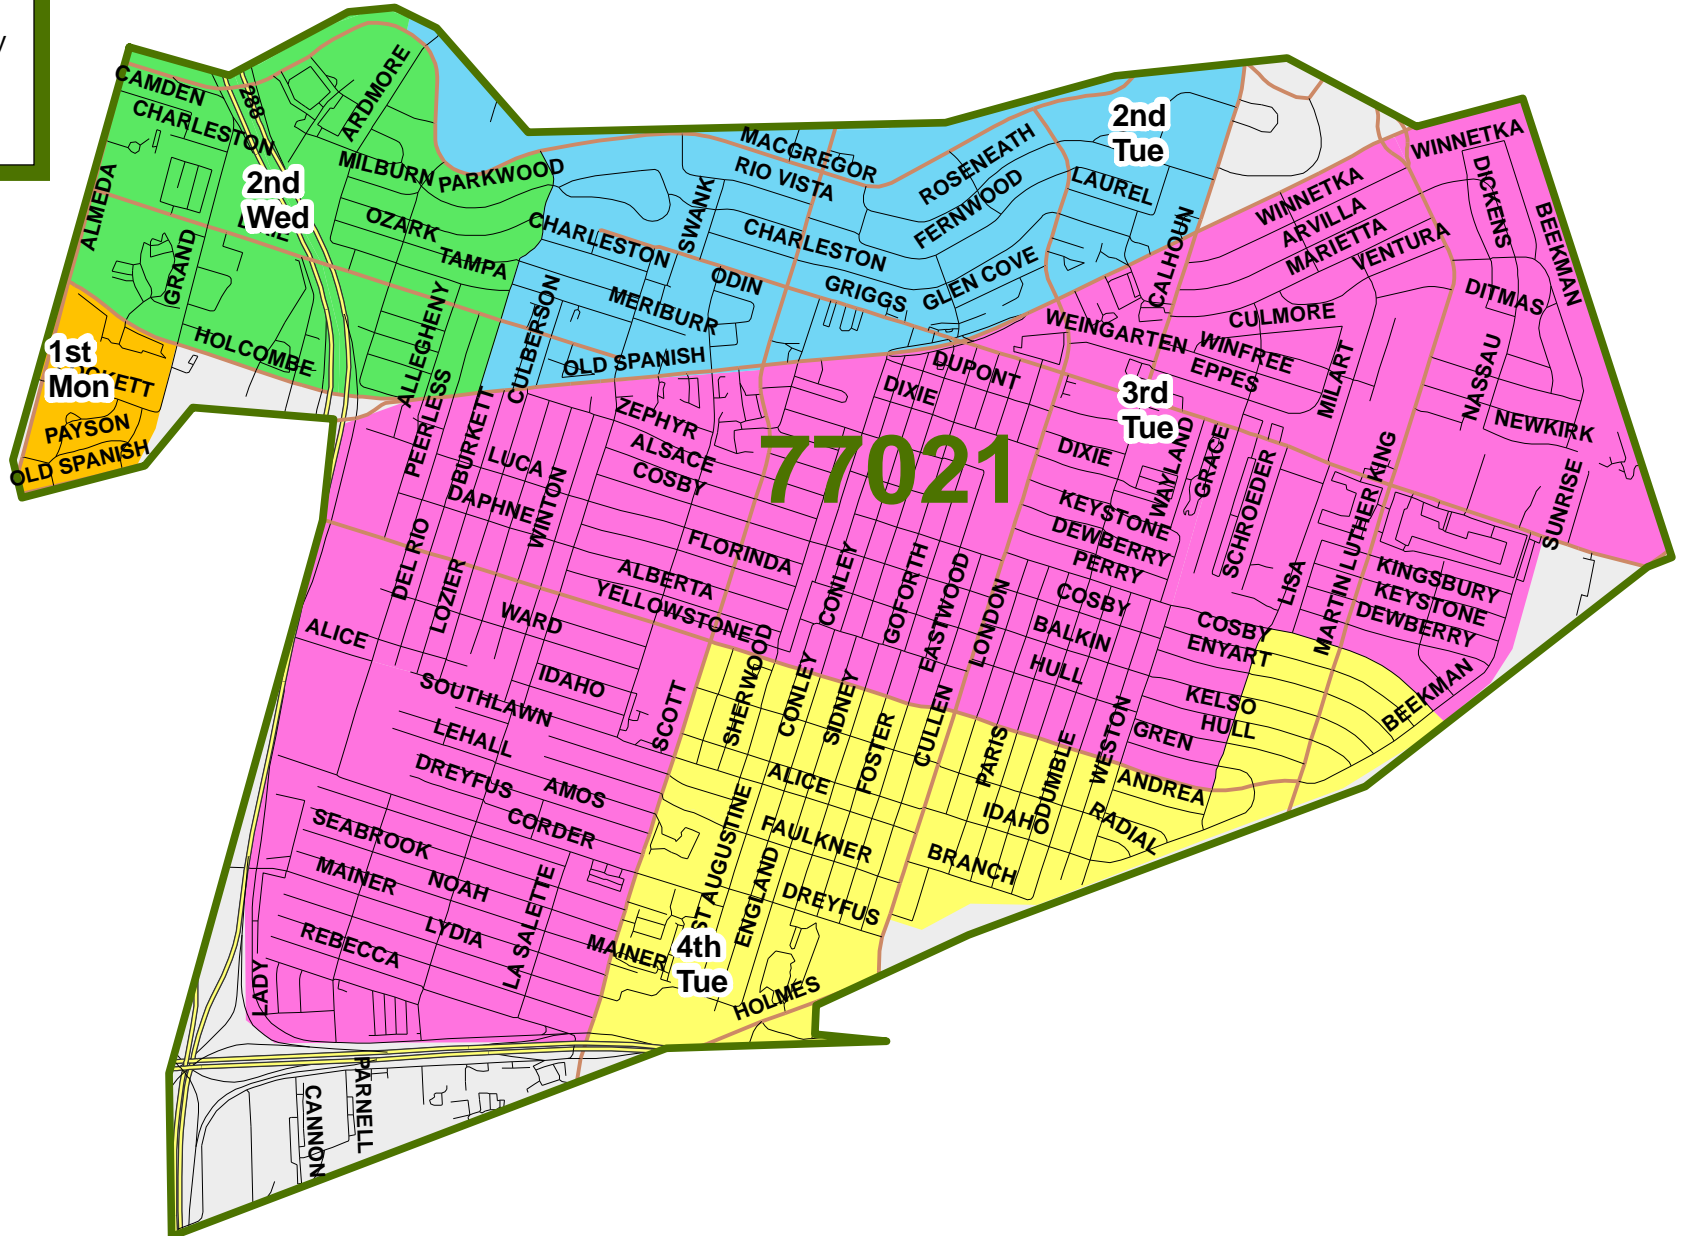 y
CAMDEN
CHARLESTON
288
ARDMORE
ALMEDA
2nd
Wed
MILBURN
PARKWOOD
OZARK
TAMPA
GRAND
HOLCOMBE
ALLEGHENY
1st
Mon
PAYSON
OLD SPANISH
MACGREGOR
RIO VISTA
SWANK
CHARLESTON
CHARLESTON
ROSENEATH
FERNWOOD
2nd
Tue
LAUREL
CULBERSON
MERIBURR
ODIN
GRIGGS
GLEN COVE
OLD SPANISH
CALHOUN
WINNETKA
WINNETKA
ARVILLA
MARIETTA
VENTURA
DICKENS
BEEKMAN
DITMAS
CULMORE
WEINGARTEN
WINFREE
EPPES
MILART
NASSAU
NEWKIRK
3rd
Tue
DUPONT
DIXIE
77021
PEERLESS
BURKETT
ZEPHYR
ALSACE
COSBY
LUCA
DAPHNE
WINTON
DIXIE
WAYLAND
GRACE
SCHROEDER
KEYSTONE
DEWBERRY
PERRY
COSBY
BALKIN
HULL
LISA
MARTIN LUTHER KING
SUNRISE
KINGSBURY
KEYSTONE
DEWBERRY
BEEKMAN
DEL RIO
LOZIER
FLORINDA
ALBERTA
YELLOWSTONE
CONLEY
GOFORTH
EASTWOOD
LONDON
COSBY
ENYART
KELSO
HULL
GREN
ALICE
WARD
IDAHO
SOUTHLAWN
SCOTT
SHERWOOD
CONLEY
SIDNEY
FOSTER
CULLEN
PARIS
DUMBLE
WESTON
ANDREA
RADIAL
IDAHO
BRANCH
LEHALL
DREYFUS
AMOS
CORDER
ALICE
FAULKNER
DREYFUS
ST AUGUSTINE
ENGLAND
SEABROOK
MAINER
NOAH
LYDIA
REBECCA
LA SALETTE
LADY
MAINER
4th
Tue
HOLMES
PARNELL
CANNON